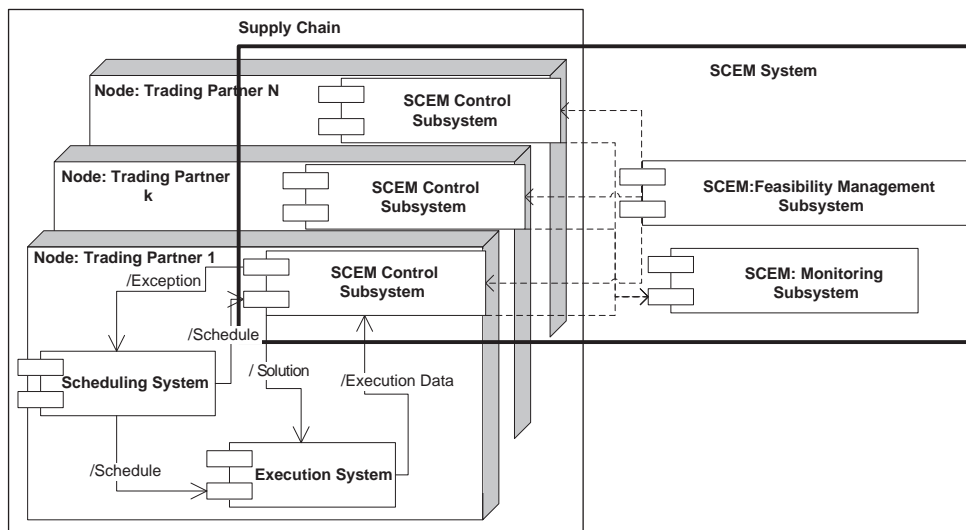 Supply Chain
SCEM System
Node: Trading Partner N
SCEM Control
Subsystem
Node: Trading Partner
k
SCEM Control
Subsystem
SCEM:Feasibility Management
Subsystem
Node: Trading Partner 1
/Exception
SCEM Control
Subsystem
SCEM: Monitoring
Subsystem
/Schedule
/ Solution
/Execution Data
Scheduling System
/Schedule
Execution System